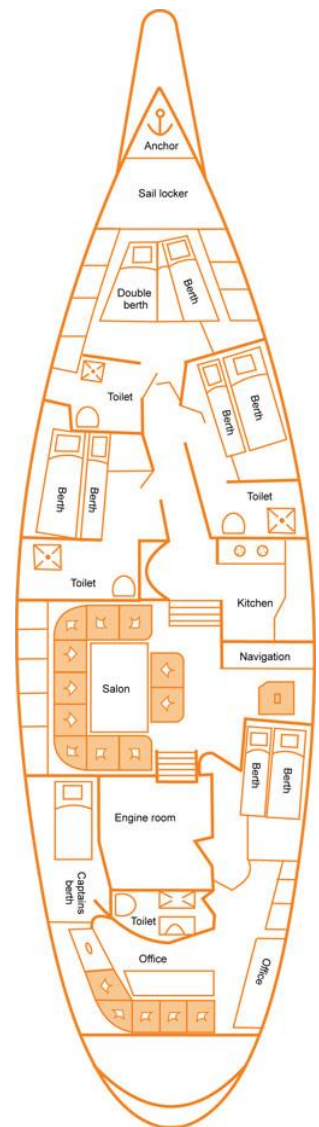 Anchor
Sail locker
Double
berth
Berth
Toilet
Berth
Berth
Berth
Berth
Toilet
Toilet
Kitchen
Navigation
Salon
Berth
Berth
Engine room
Captains
berth
Toilet
Office
Office